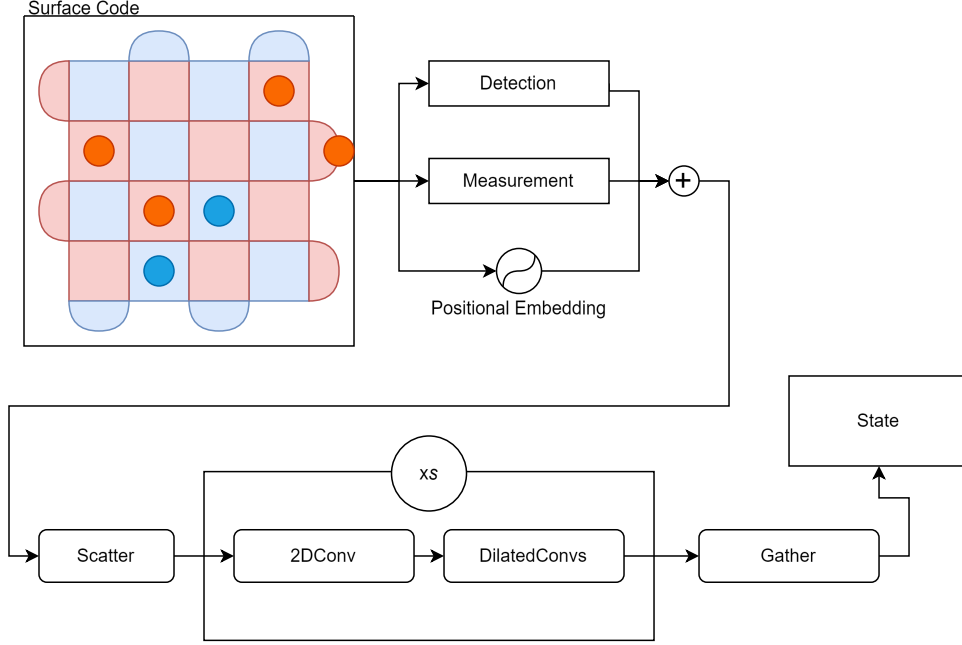 Surface Code
Detection
Measurement
+
Positional Embedding
State
xs
Scatter
2DConv
DilatedConvs
Gather